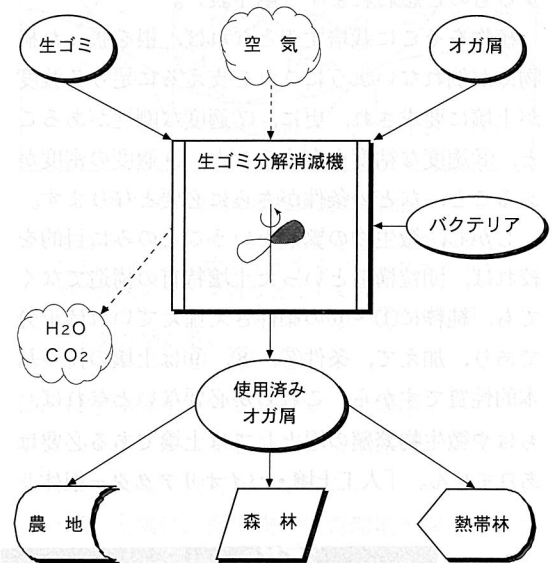 生ゴミ
空気
オガ屑
生ゴミ分解消滅機
バクテリア
H2O
CO2
使用済み
オガ屑
農地
森林
熱帯林